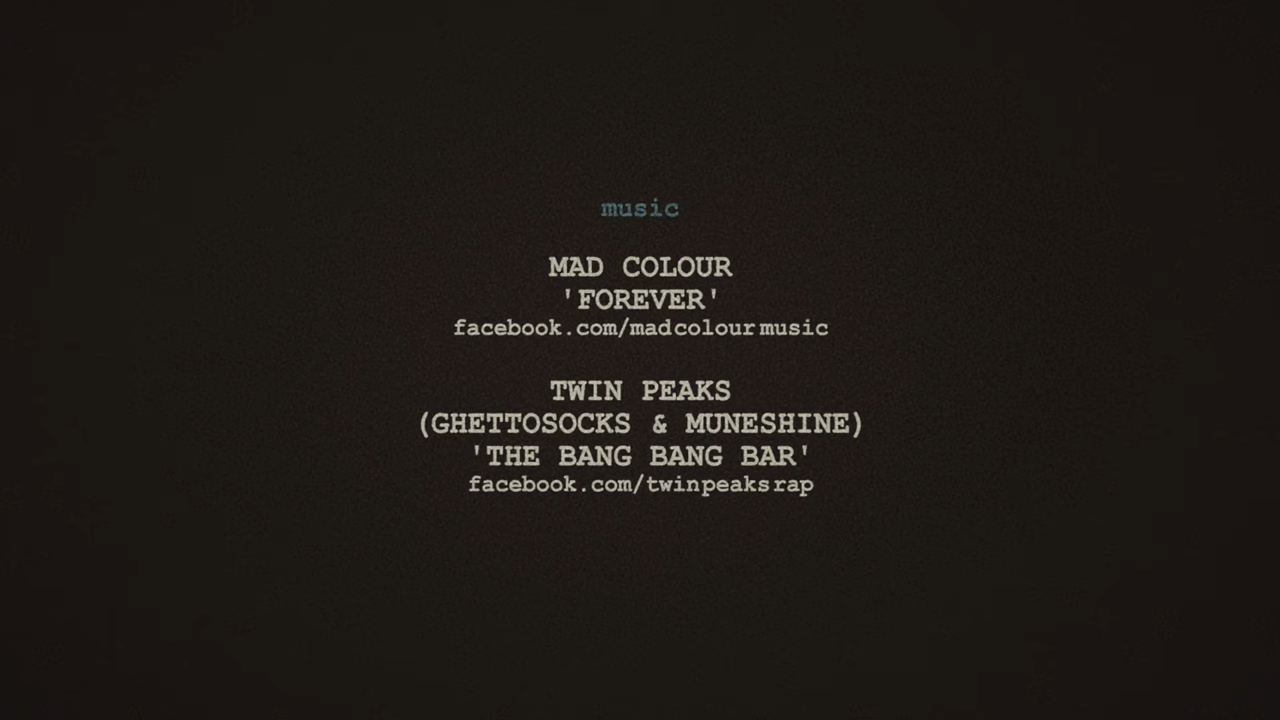 music
MAD COLOUR
'FOREVER'
facebook.com/madcolourmusic
TWIN PEAKS
(GHETTOSOCKS & MUNESHINE)
'THE BANG BANG BAR'
facebook.com/twinpeaksrap